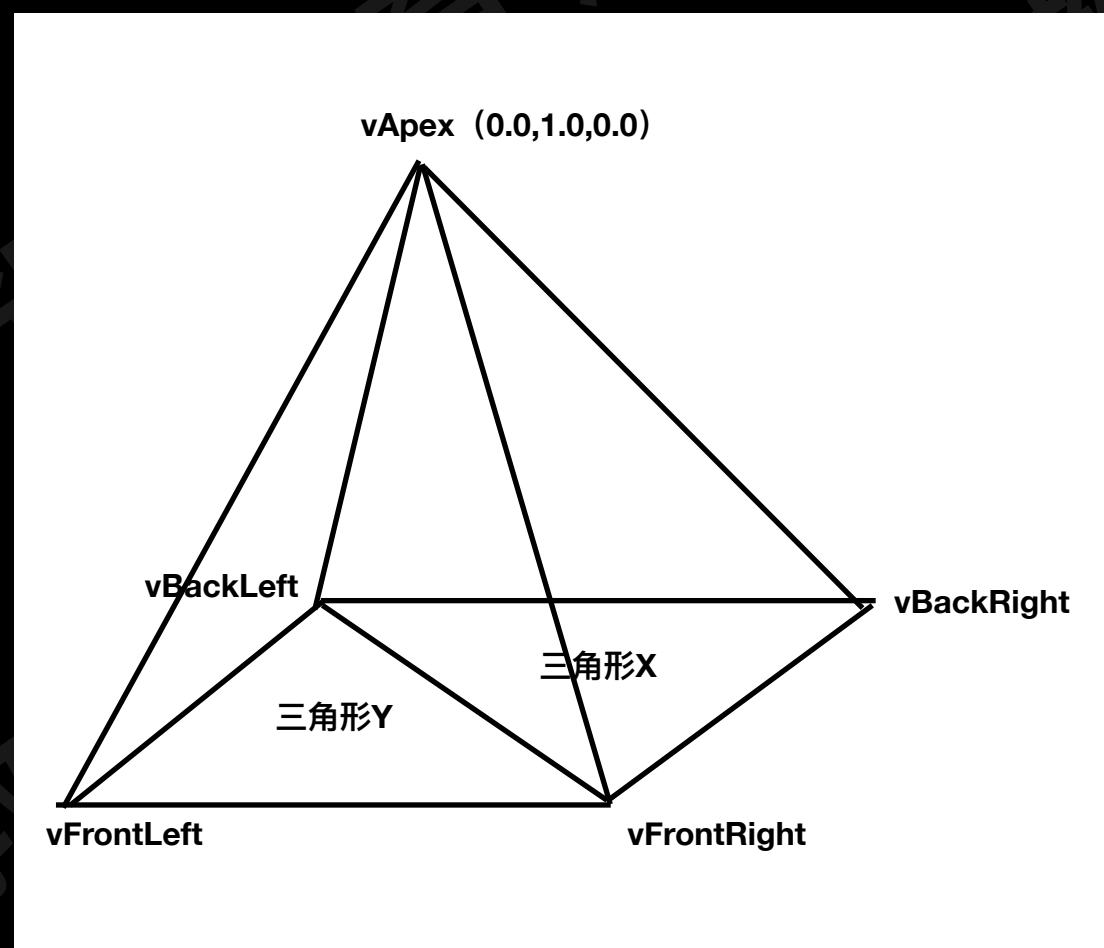 vApex（0.0,1.0,0.0）
vBackLeft
vBackRight
三角形X
三角形Y
vFrontLeft
vFrontRight